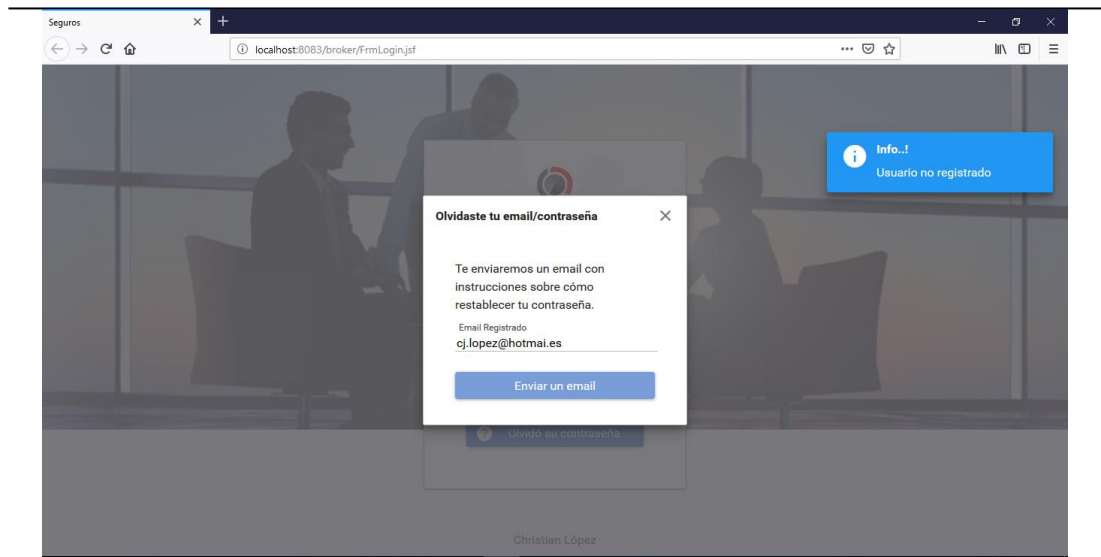 Seguros
localhost:8083/broker/FrmLogin.jsf
Info..!
Usuario no registrado
Olvidaste tu email/contraseña
Te enviaremos un email con
instrucciones sobre cómo
restablecer tu contraseña.
Email Registrado
cj.lopez@hotmai.es
Enviar un email
Olvidó su contraseña
Christian López